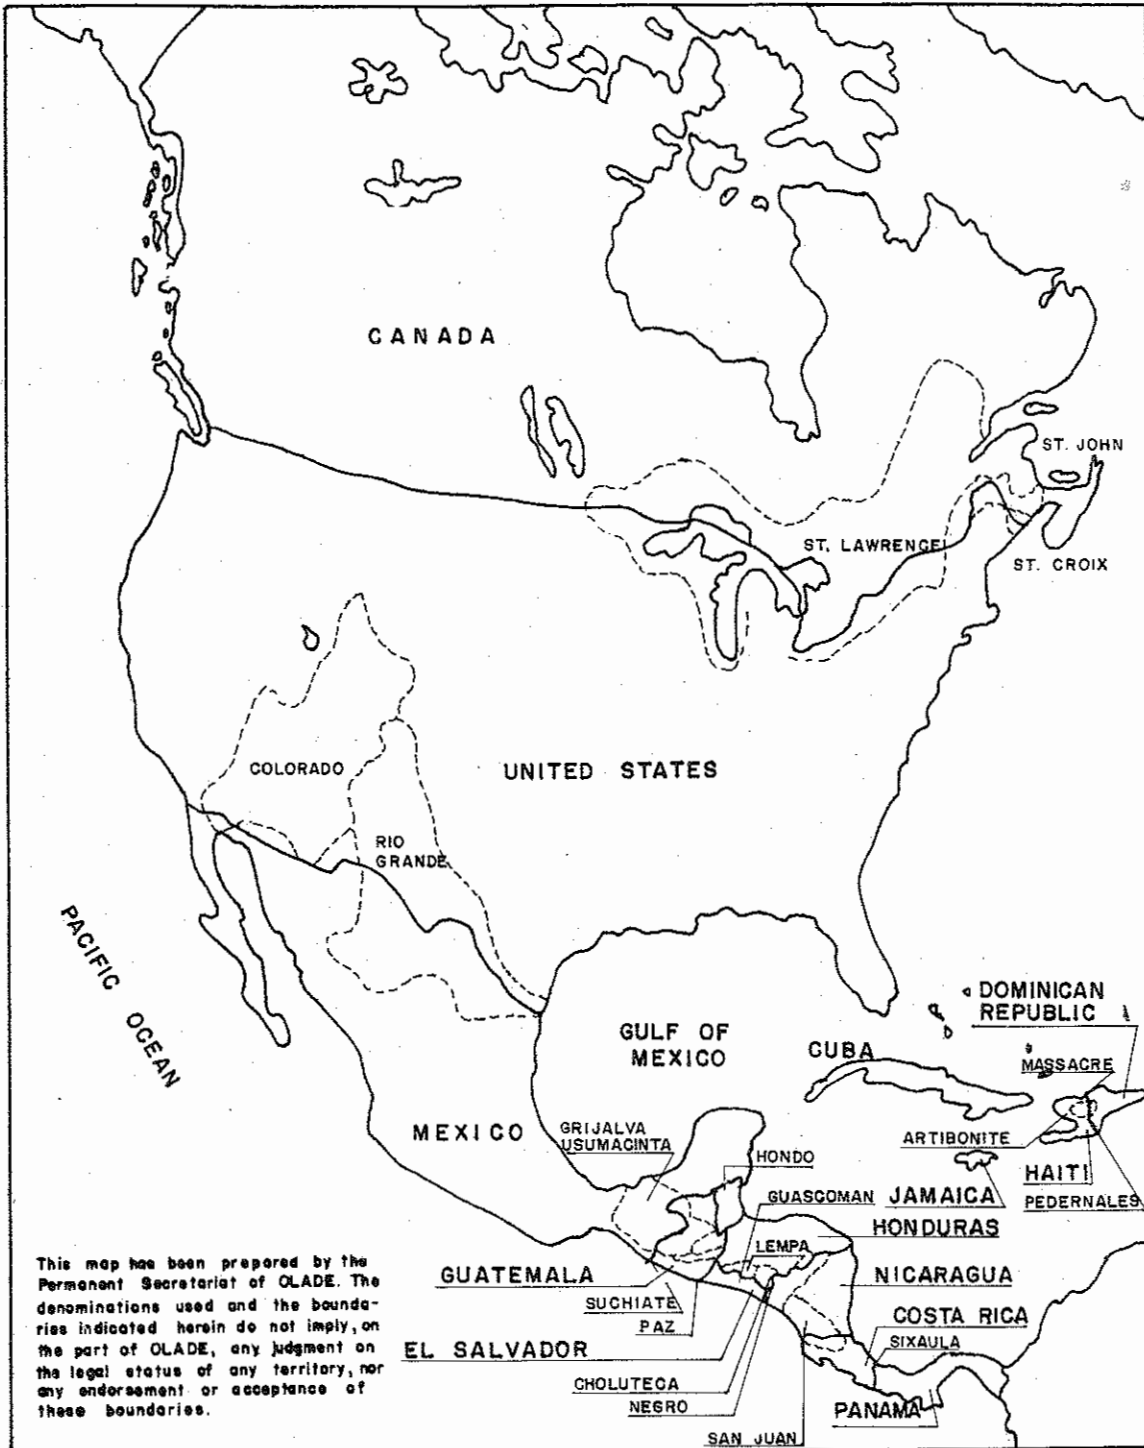 CANADA
ST. JOHN
ST. LAWRENCE
ST. CROIX
COLORADO
UNITED STATES
RIO
GRANDE
PACIFIC OCEAN
GULF OF
MEXICO
DOMINICAN
REPUBLIC
CUBA
MASSACRE
MEXICO
GRIJALVA
USUMACINTA
ARTIBONITE
HONDO
HAITI
GUASCOMAN
JAMAICA
PEDERNALES
HONDURAS
LEMPA
GUATEMALA
NICARAGUA
SUCHIATE
COSTA RICA
PAZ
SIXAULA
EL SALVADOR
CHOLUTECA
NEGRO
PANAMA
SAN JUAN
This map has been prepared by the
Permanent Secretariat of OLADE. The
denominations used and the bounda-
ries indicated herein do not imply, on
the part of OLADE, any judgment on
the legal status of any territory, nor
any endorsement or acceptance of
these boundaries.